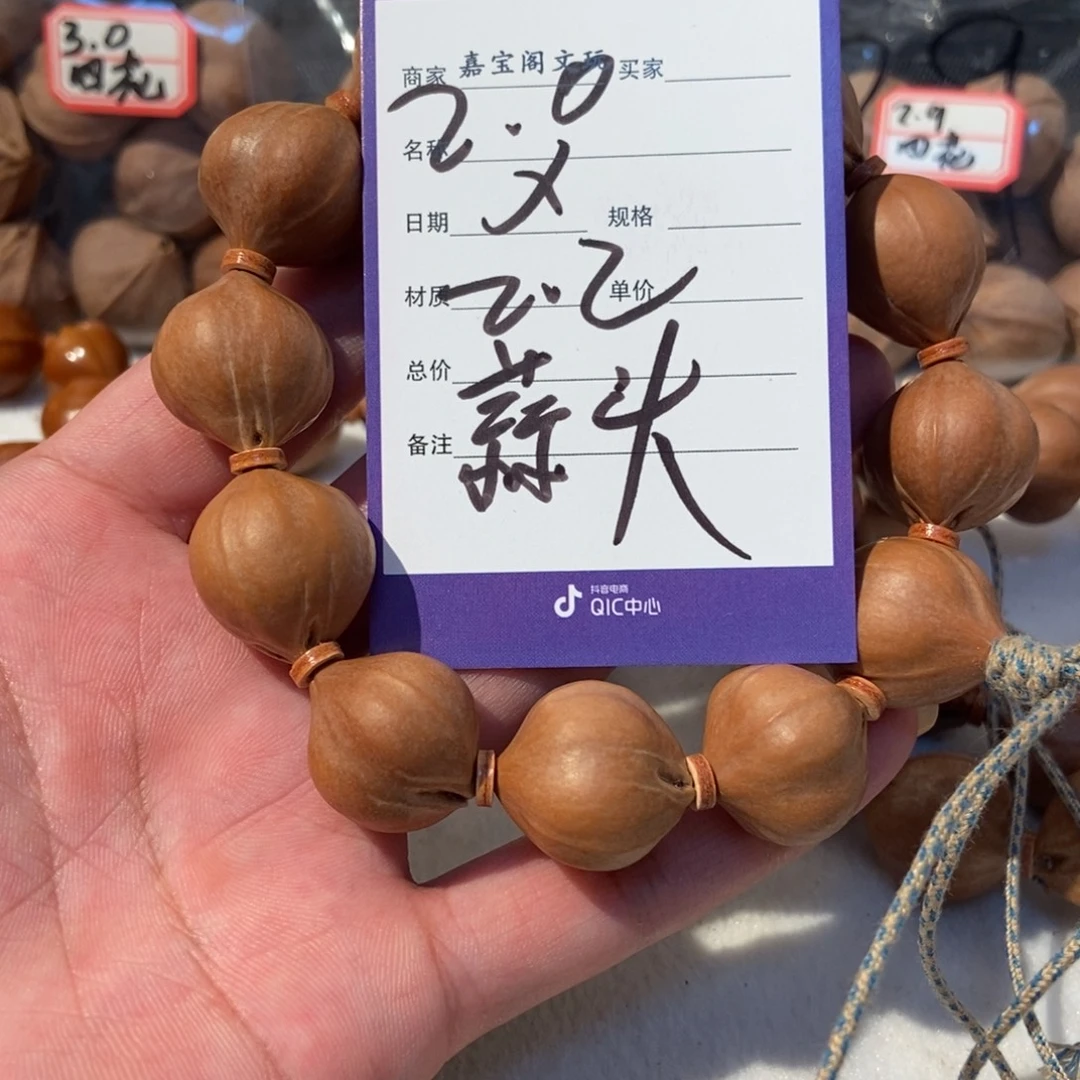 3.0
四花
商家 嘉宝阁文玩 买家
2.0
名称
x
日期 规格
材质 2.2 单价
总价
蒜头
备注
抖音电商
QIC中心
2.9
四花